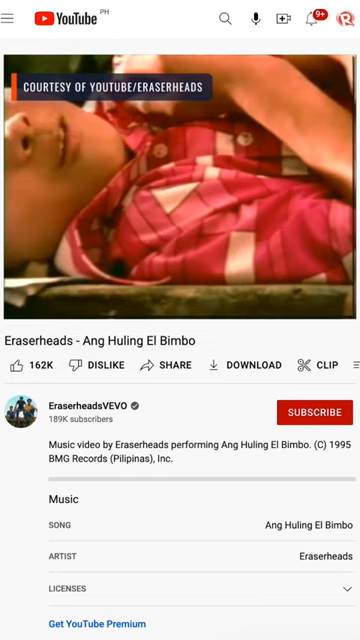 YouTube PH
9+
COURTESY OF YOUTUBE/ERASERHEADS
Eraserheads - Ang Huling El Bimbo
162K DISLIKE SHARE DOWNLOAD CLIP
EraserheadsVEVO
189K subscribers
SUBSCRIBE
Music video by Eraserheads performing Ang Huling El Bimbo. (C) 1995
BMG Records (Pilipinas), Inc.
Music
SONG Ang Huling El Bimbo
ARTIST Eraserheads
LICENSES
Get YouTube Premium